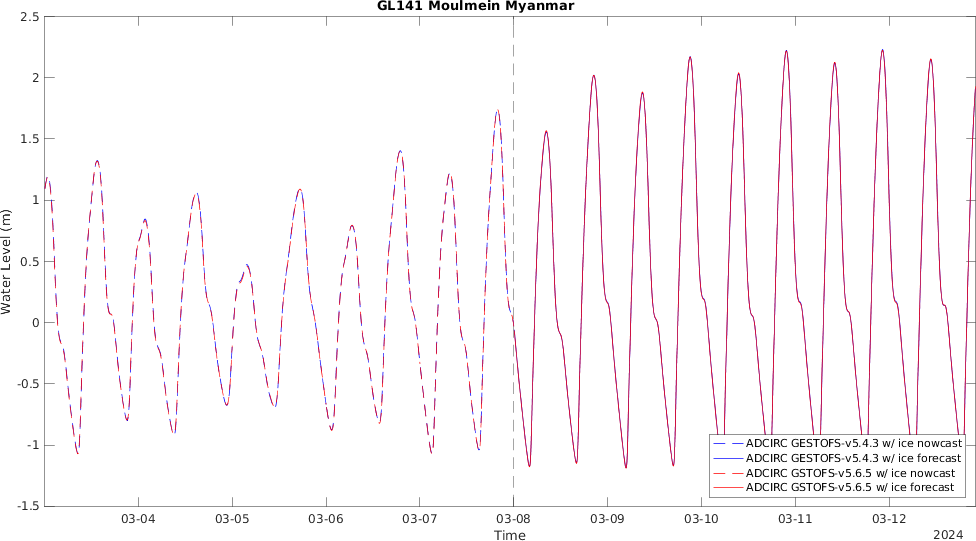 GL141 Moulmein Myanmar
2.5
2
1.5
1
0.5
0
-0.5
-1
-1.5
Water Level (m)
ADCIRC GESTOFS-v5.4.3 w/ ice nowcast
ADCIRC GESTOFS-v5.4.3 w/ ice forecast
ADCIRC GSTOFS-v5.6.5 w/ ice nowcast
ADCIRC GSTOFS-v5.6.5 w/ ice forecast
03-04 03-05 03-06 03-07 03-08 03-09 03-10 03-11 03-12
Time
2024